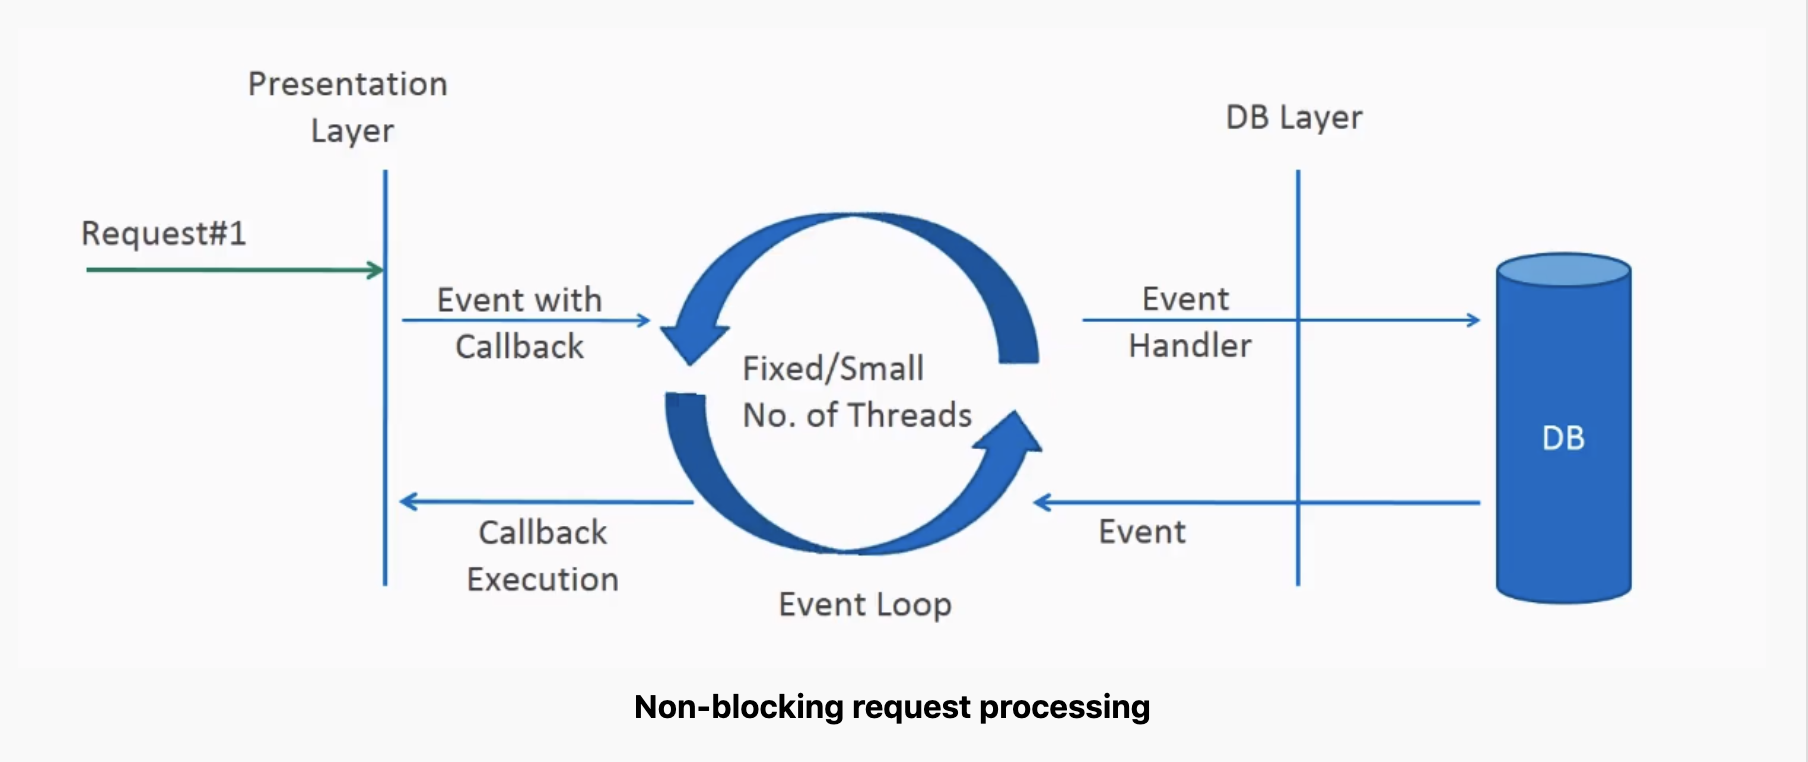 Presentation
Layer
DB Layer
Request#1
Event with
Callback
Event
Handler
Fixed/Small
No. of Threads
DB
Callback
Execution
Event
Event Loop
Non-blocking request processing